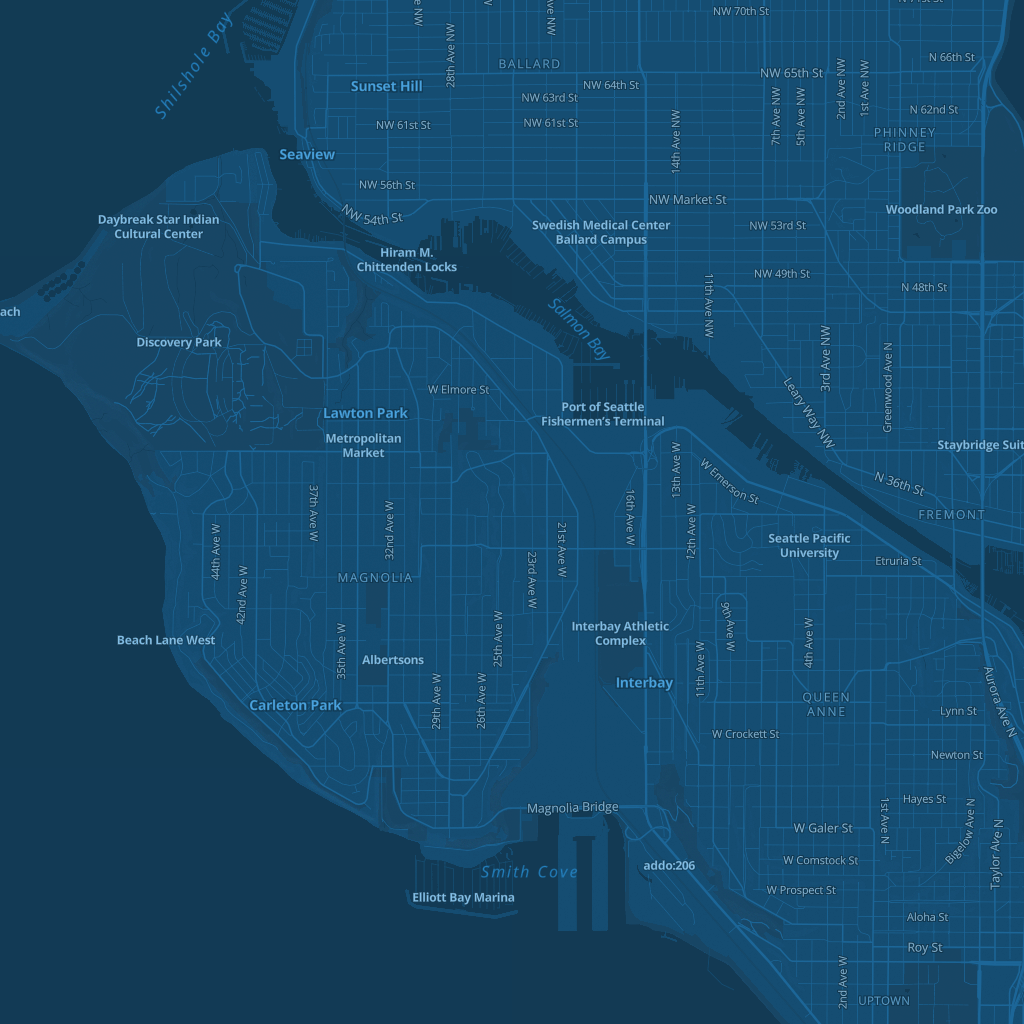 NW 70th St
N 66th St
Shilshole Bay
28th Ave NW
BALLARD
NW 65th St
Sunset Hill
NW 64th St
NW 63rd St
2nd Ave NW
1st Ave NW
7th Ave NW
5th Ave NW
N 62nd St
NW 61st St
NW 61st St
14th Ave NW
PHINNEY
RIDGE
Seaview
NW 56th St
NW Market St
Woodland Park Zoo
NW 54th St
Daybreak Star Indian
Cultural Center
Swedish Medical Center
Ballard Campus
NW 53rd St
Hiram M.
Chittenden Locks
NW 49th St
N 48th St
11th Ave NW
ach
Salmon Bay
Discovery Park
3rd Ave NW
Greenwood Ave N
W Elmore St
Leary Way NW
Lawton Park
Port of Seattle
Fishermen's Terminal
Metropolitan
Market
Staybridge Suit
13th Ave W
W Emerson St
N 36th St
FREMONT
37th Ave W
32nd Ave W
16th Ave W
12th Ave W
44th Ave W
21st Ave W
Seattle Pacific
University
Etruria St
23rd Ave W
MAGNOLIA
42nd Ave W
Interbay Athletic
Complex
9th Ave W
4th Ave W
Beach Lane West
35th Ave W
25th Ave W
Albertsons
11th Ave W
Interbay
Aurora Ave N
QUEEN
ANNE
Carleton Park
29th Ave W
26th Ave W
Lynn St
W Crockett St
Newton St
Magnolia Bridge
Hayes St
1st Ave N
Bigelow Ave N
Taylor Ave N
W Galer St
W Comstock St
addo:206
Smith Cove
W Prospect St
Elliott Bay Marina
Aloha St
Roy St
2nd Ave W
UPTOWN